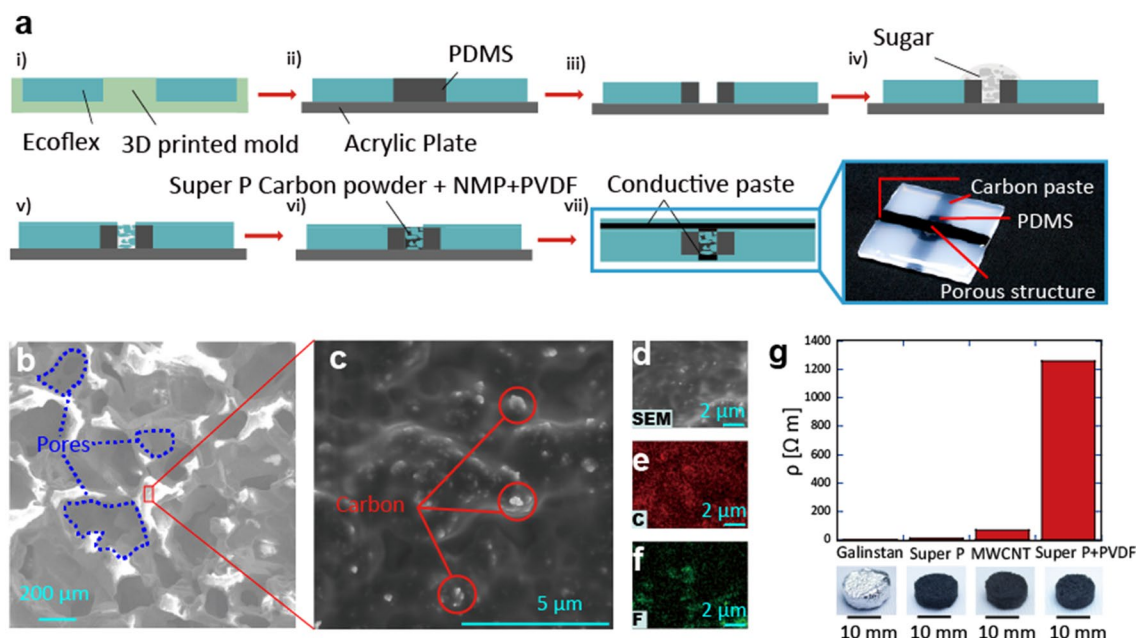 a
i)
ii)
PDMS
iii)
iv)
Sugar
Ecoflex
3D printed mold
Acrylic Plate
Super P Carbon powder + NMP+PVDF
Conductive paste
v)
vi)
vii)
Carbon paste
PDMS
Porous structure
b
Pores
200 µm
c
Carbon
5 µm
d
SEM
2 µm
e
C
2 µm
f
F
2 µm
g
ρ [Ω m]
1400
1200
1000
800
600
400
200
0
Galinstan Super P MWCNT Super P+PVDF
10 mm 10 mm 10 mm 10 mm